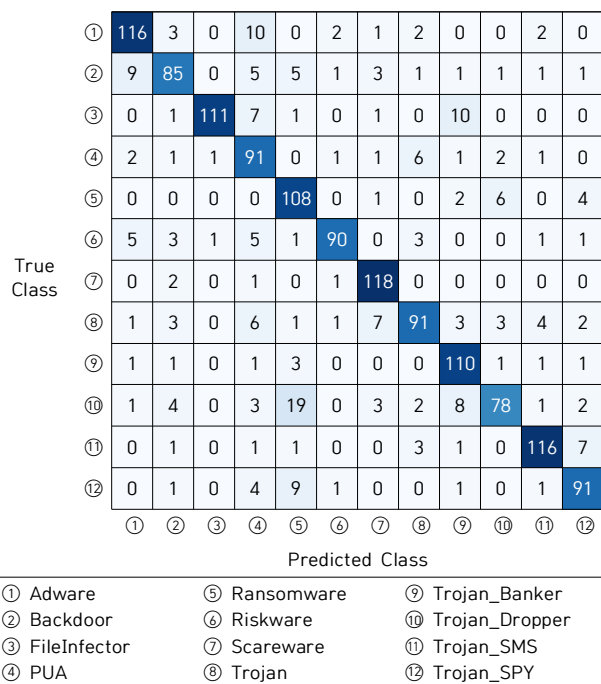 ① 116 3 0 10 0 2 1 2 0 0 2 0
② 9 85 0 5 5 1 3 1 1 1 1 1
③ 0 1 111 7 1 0 1 0 10 0 0 0
④ 2 1 1 91 0 1 1 6 1 2 1 0
⑤ 0 0 0 0 108 0 1 0 2 6 0 4
⑥ 5 3 1 5 1 90 0 3 0 0 1 1
True
Class
⑦ 0 2 0 1 0 1 118 0 0 0 0 0
⑧ 1 3 0 6 1 1 7 91 3 3 4 2
⑨ 1 1 0 1 3 0 0 0 110 1 1 1
⑩ 1 4 0 3 19 0 3 2 8 78 1 2
⑪ 0 1 0 1 1 0 0 3 1 0 116 7
⑫ 0 1 0 4 9 1 0 0 1 0 1 91
① ② ③ ④ ⑤ ⑥ ⑦ ⑧ ⑨ ⑩ ⑪ ⑫
Predicted Class
① Adware ⑤ Ransomware ⑨ Trojan_Banker
② Backdoor ⑥ Riskware ⑩ Trojan_Dropper
③ FileInfector ⑦ Scareware ⑪ Trojan_SMS
④ PUA ⑧ Trojan ⑫ Trojan_SPY